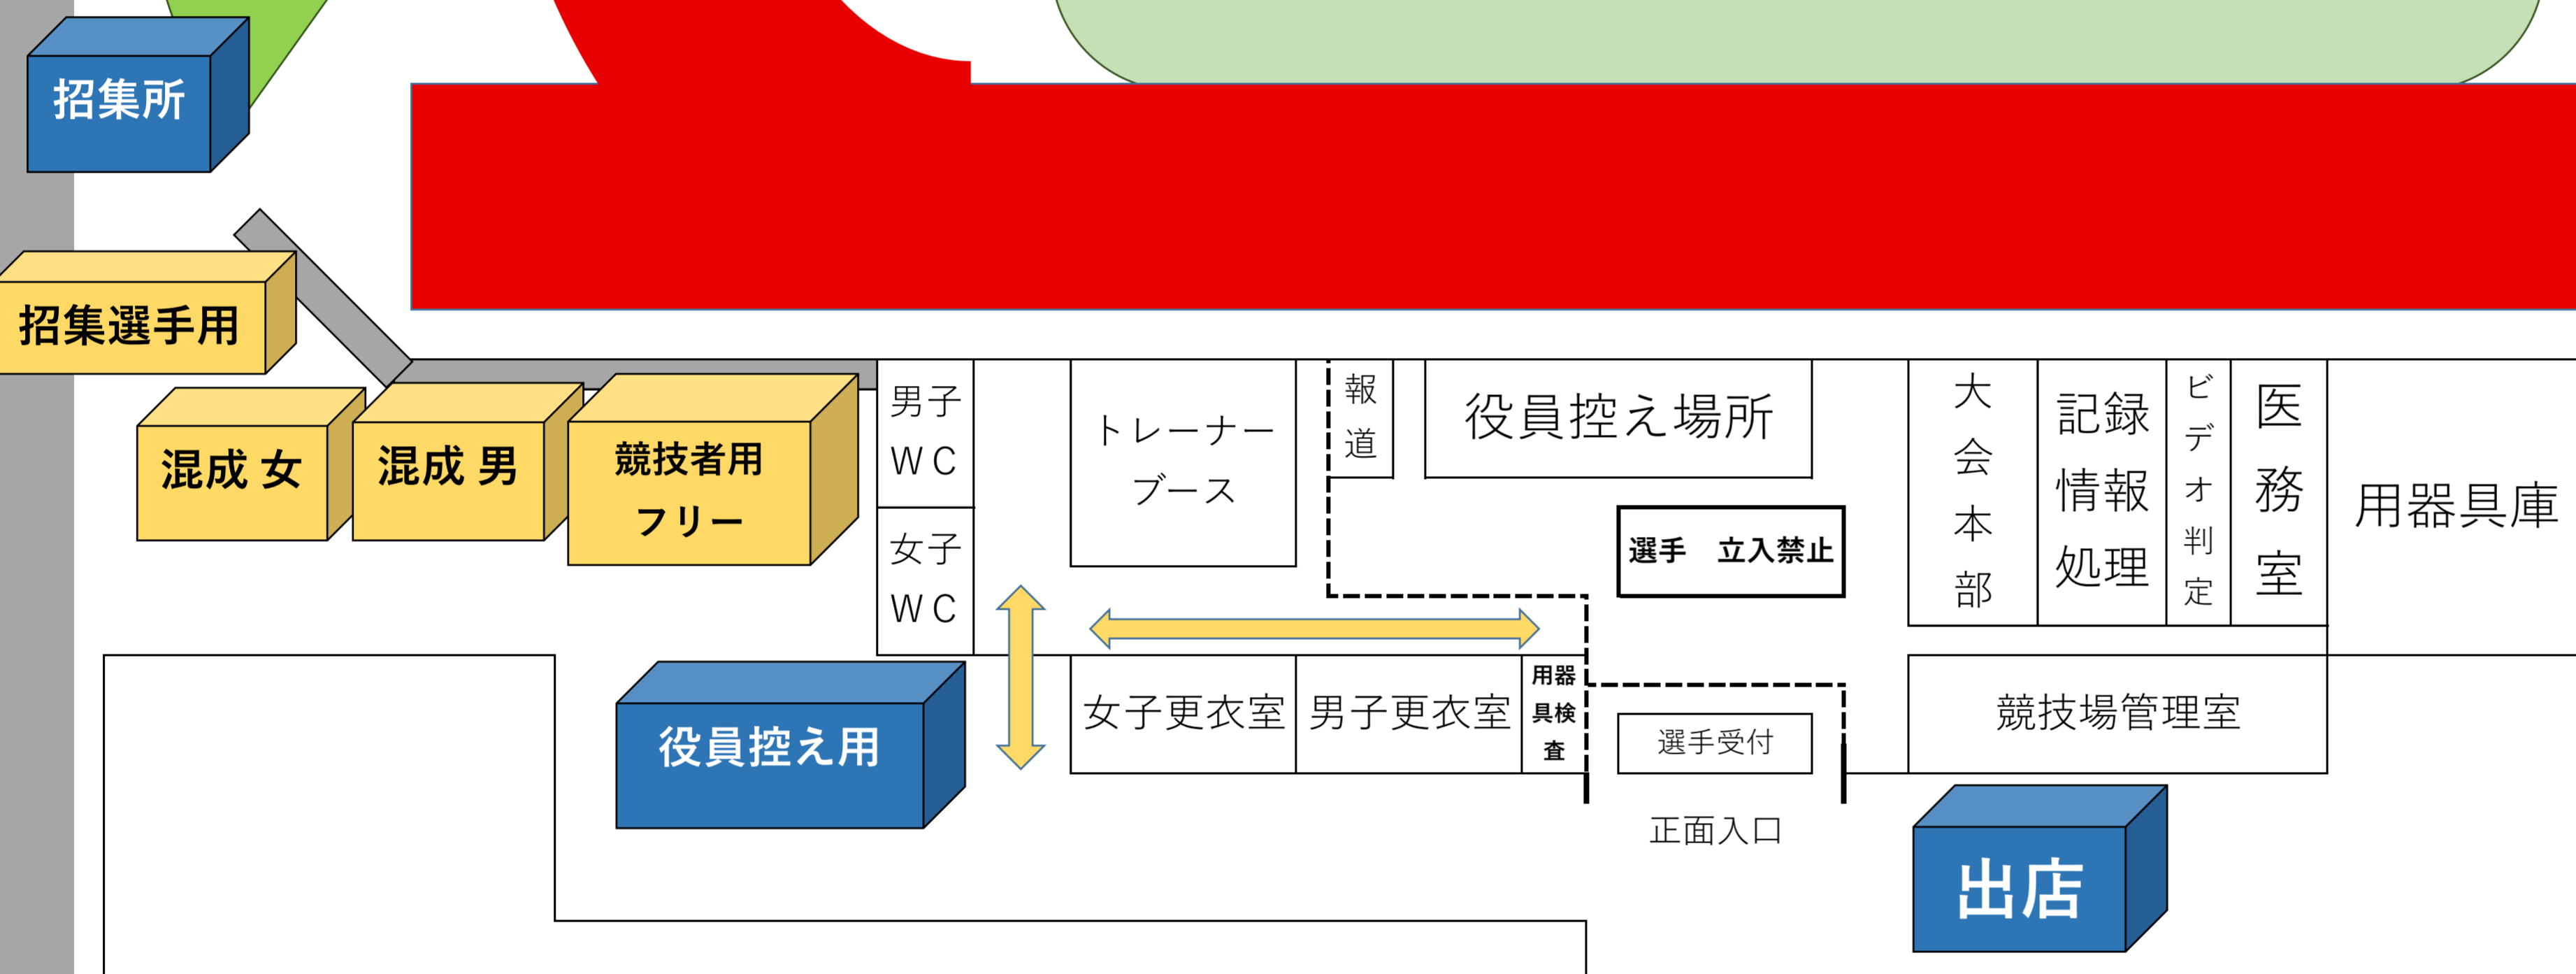 招集所
招集選手用
混成 女
混成 男
競技者用
フリー
男子
ＷＣ
女子
ＷＣ
トレーナー
ブース
報道
役員控え場所
選手　立入禁止
大会本部
記録
情報
処理
ビデオ判定
医務室
用器具庫
役員控え用
女子更衣室
男子更衣室
用器
具検
査
選手受付
正面入口
競技場管理室
出店